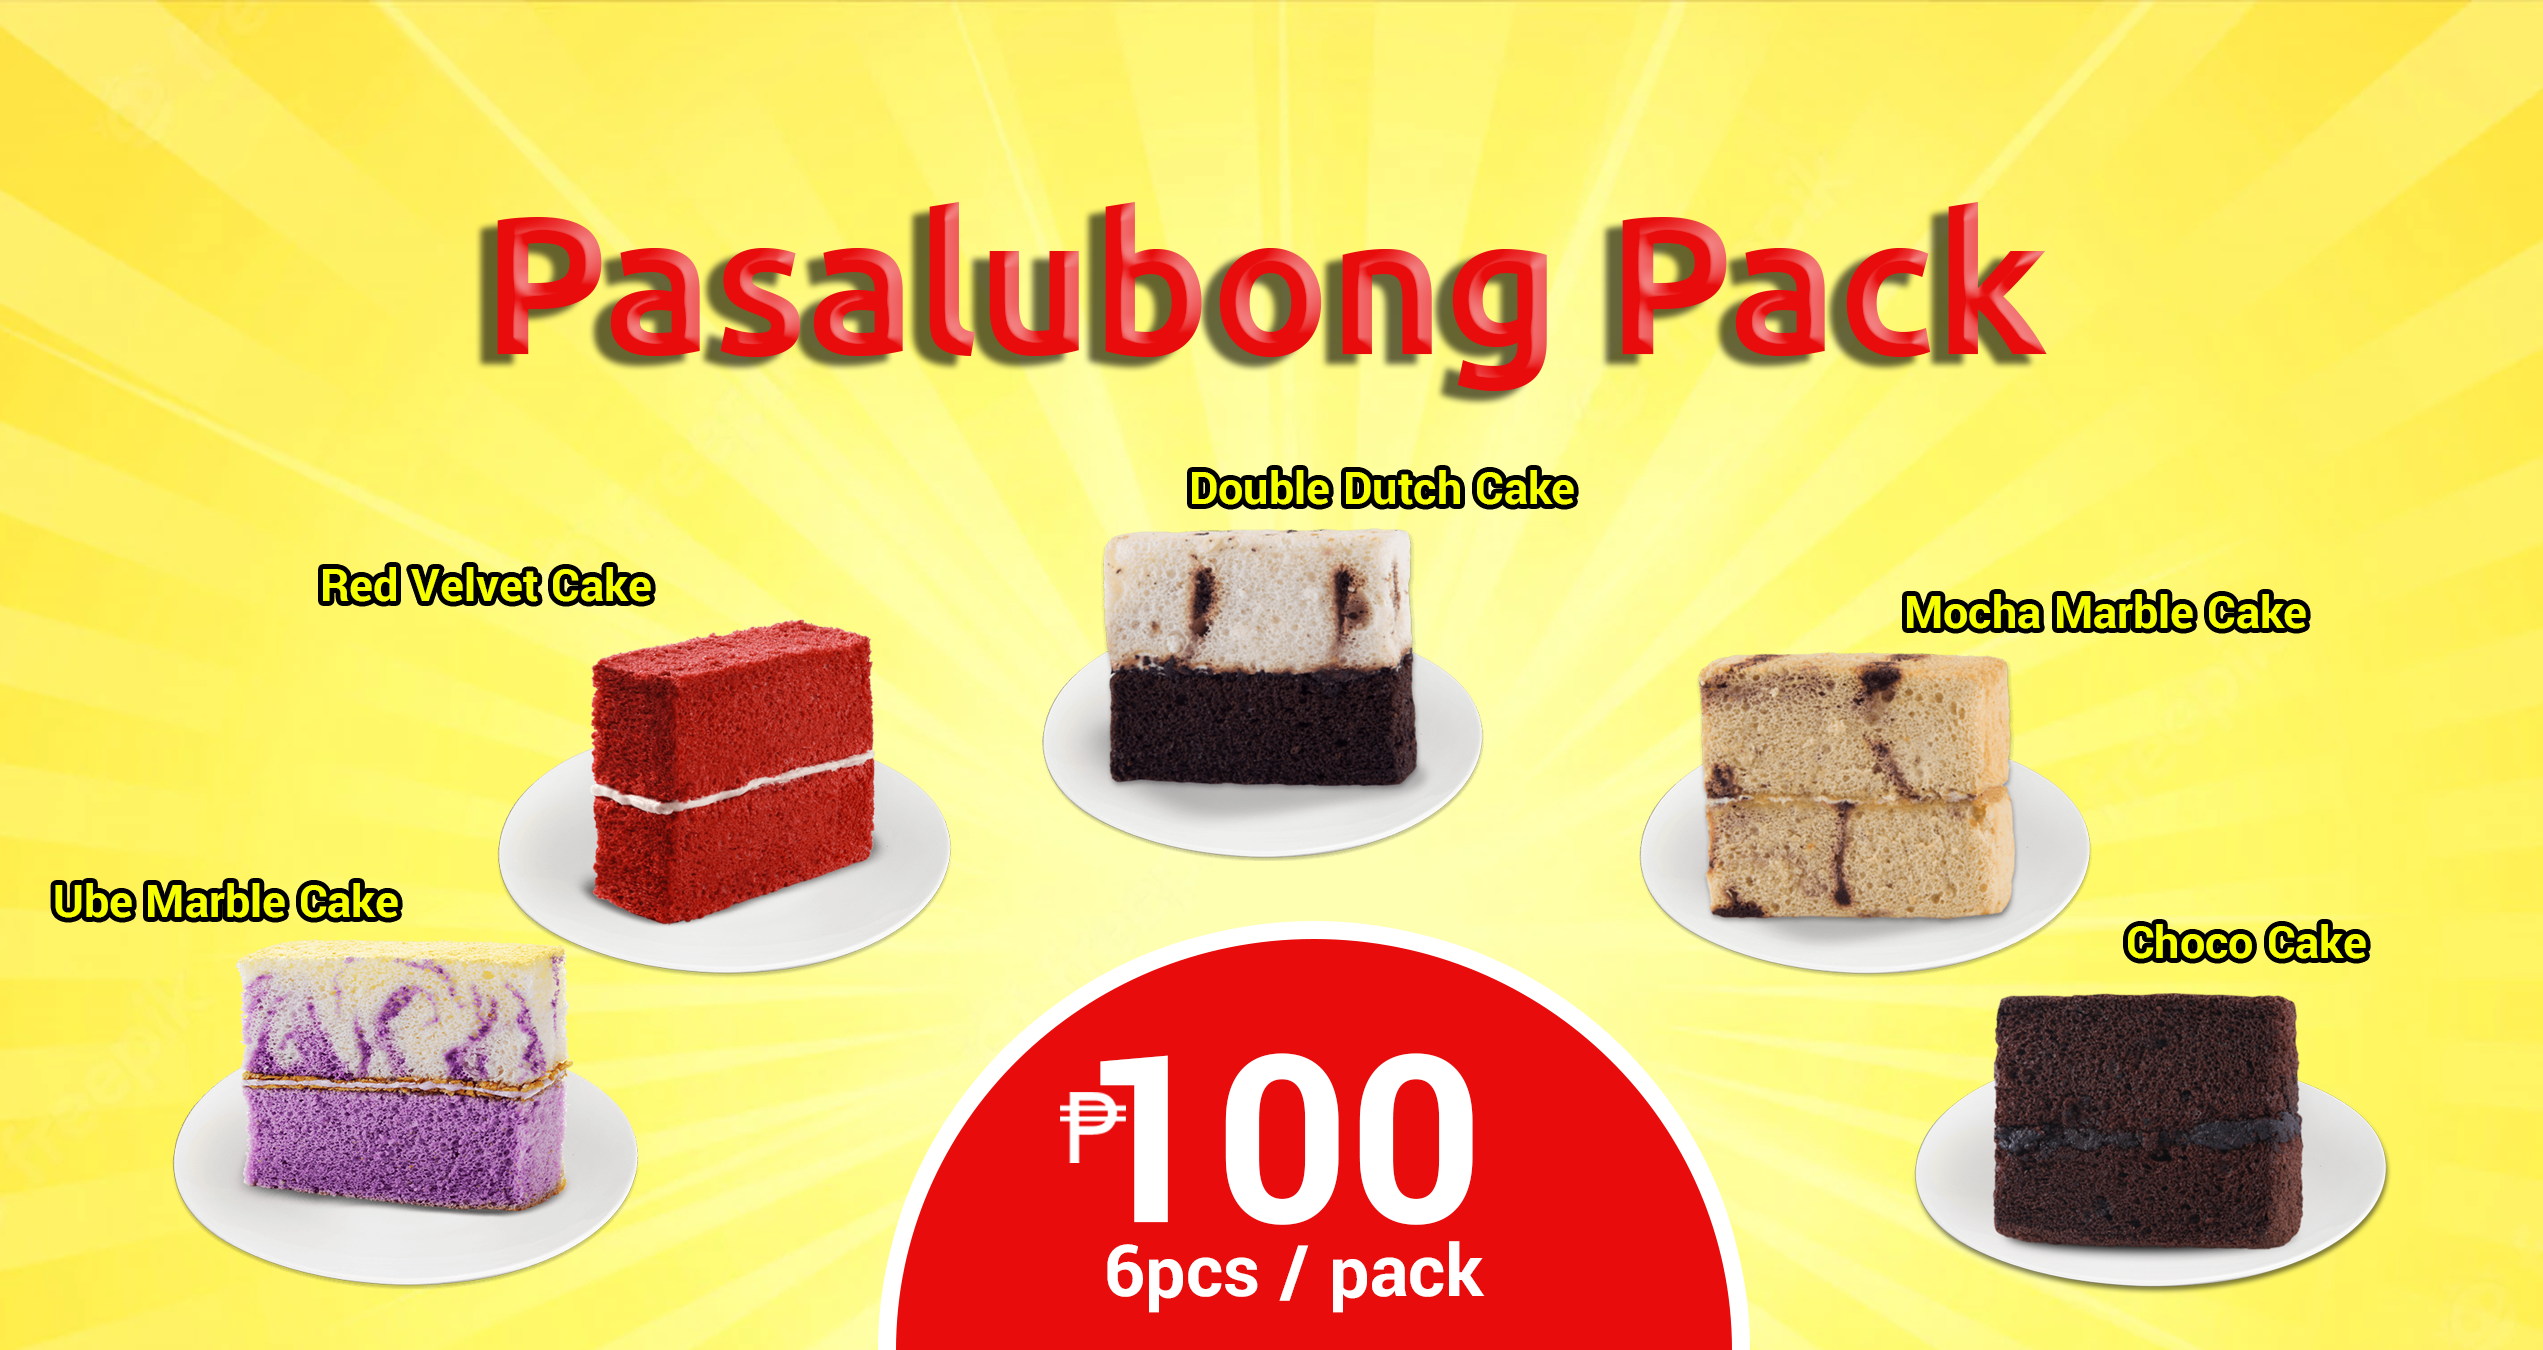 Pasalubong Pack
Double Dutch Cake
Red Velvet Cake
Mocha Marble Cake
Ube Marble Cake
Choco Cake
₱100
6pcs / pack